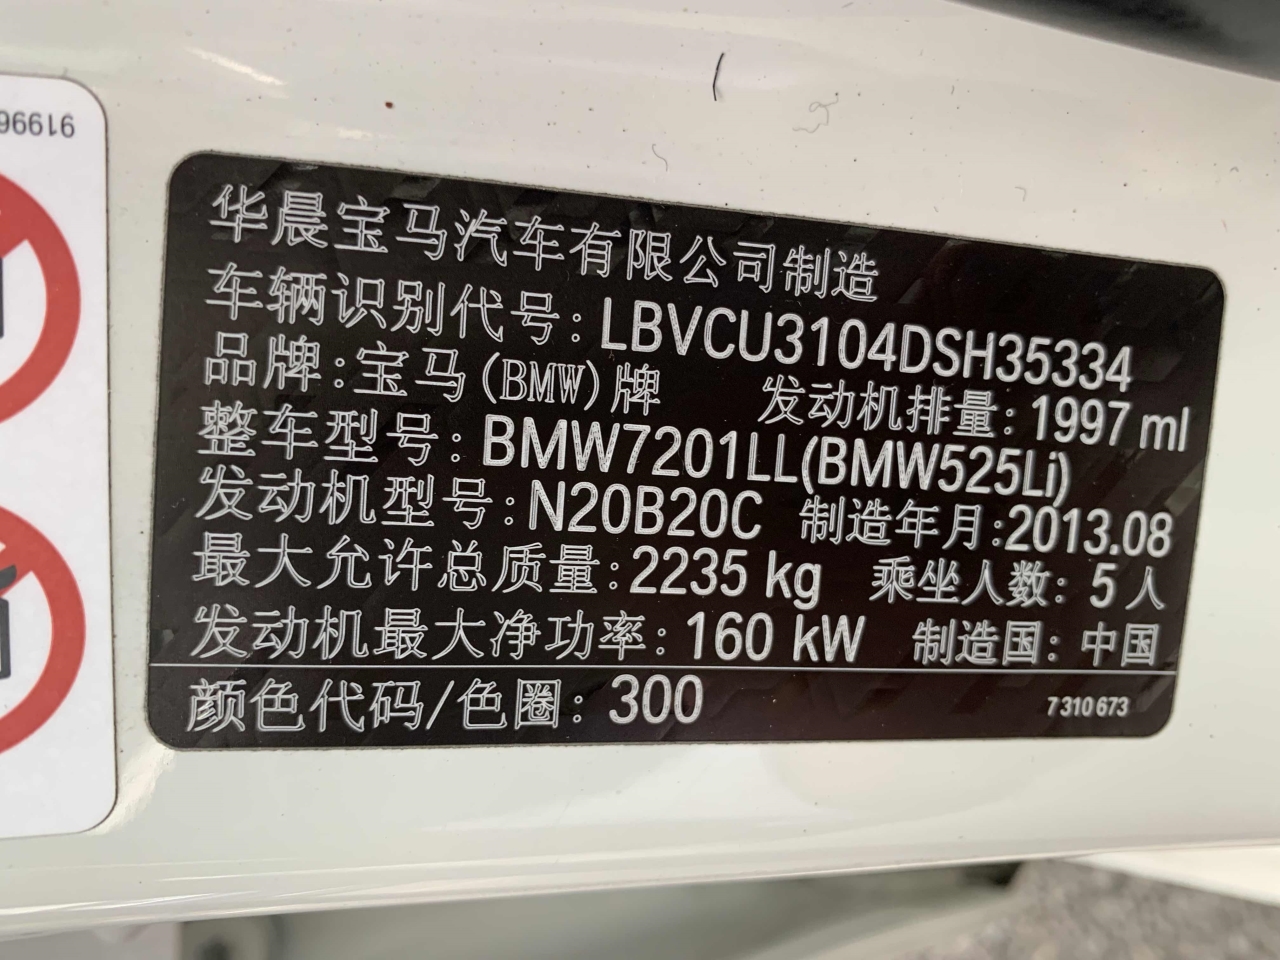 91996
华晨宝马汽车有限公司制造
车辆识别代号: LBVCU3104DSH35334
品牌:宝马(BMW)牌 发动机排量: 1997 ml
整车型号: BMW7201LL(BMW525Li)
发动机型号: N20B20C 制造年月:2013.08
最大允许总质量:2235 kg 乘坐人数: 5人
发动机最大净功率: 160 kW 制造国: 中国
颜色代码/色圈: 300 7 310 673